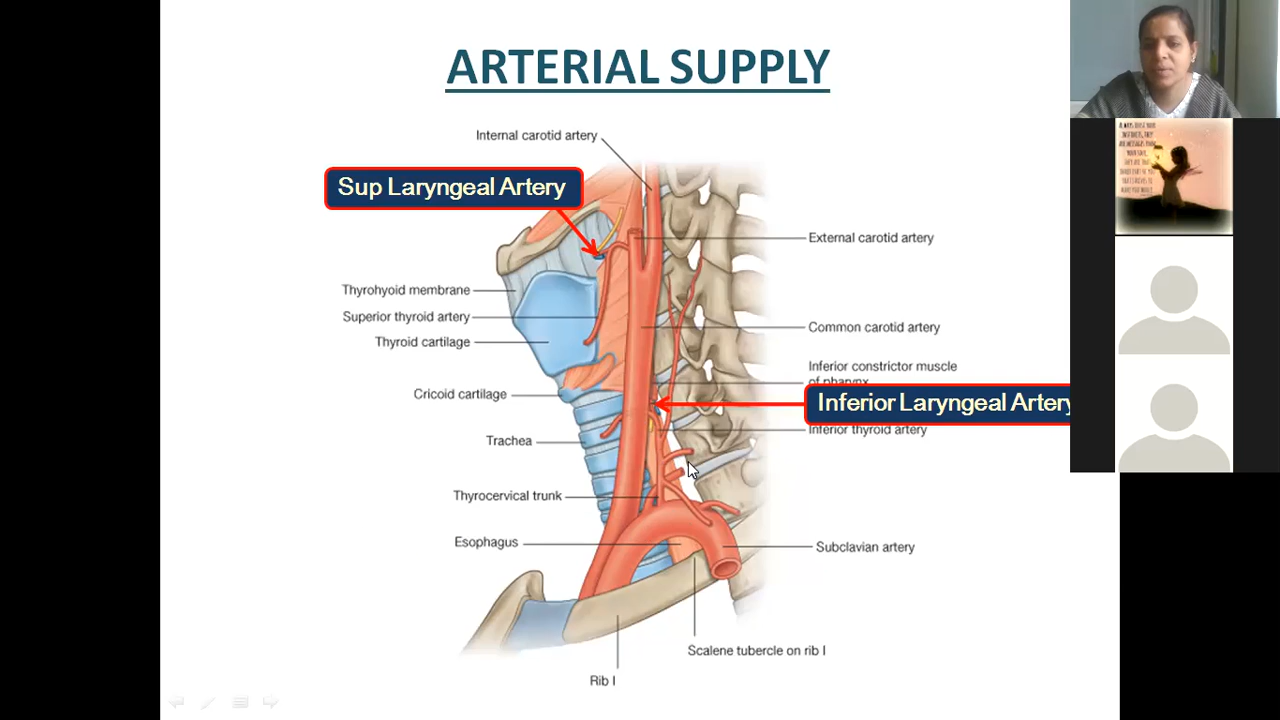 ARTERIAL SUPPLY
Internal carotid artery
Sup Laryngeal Artery
External carotid artery
Thyrohyoid membrane
Superior thyroid artery
Common carotid artery
Thyroid cartilage
Inferior constrictor muscle
of pharynx
Cricoid cartilage
Inferior Laryngeal Artery
Inferior thyroid artery
Trachea
Thyrocervical trunk
Esophagus
Subclavian artery
Scalene tubercle on rib I
Rib I